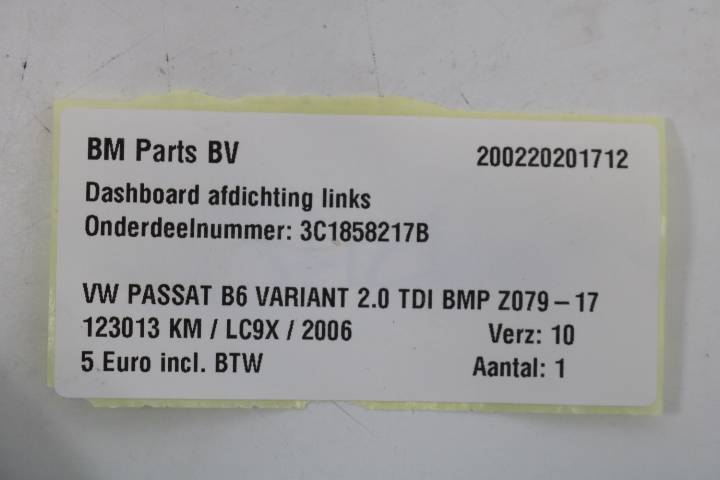 BM Parts BV 200220201712
Dashboard afdichting links
Onderdeelnummer: 3C1858217B
VW PASSAT B6 VARIANT 2.0 TDI BMP Z079-17
123013 KM / LC9X / 2006 Verz: 10
5 Euro incl. BTW Aantal: 1